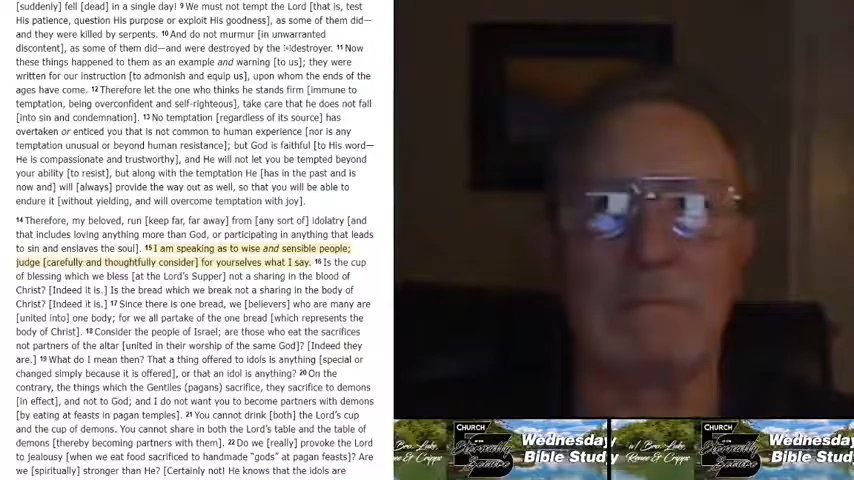 [suddenly] fell [dead] in a single day! 9 We must not tempt the Lord [that is, test
His patience, question His purpose or exploit His goodness], as some of them did—
and they were killed by serpents. 10 And do not murmur [in unwarranted
discontent], as some of them did—and were destroyed by the destroyer. 11 Now
these things happened to them as an example and warning [to us]; they were
written for our instruction [to admonish and equip us], upon whom the ends of the
ages have come. 12 Therefore let the one who thinks he stands firm [immune to
temptation, being overconfident and self-righteous], take care that he does not fall
[into sin and condemnation]. 13 No temptation [regardless of its source] has
overtaken or enticed you that is not common to human experience [nor is any
temptation unusual or beyond human resistance]; but God is faithful [to His word—
He is compassionate and trustworthy], and He will not let you be tempted beyond
your ability [to resist], but along with the temptation He [has in the past and is
now and] will [always] provide the way out as well, so that you will be able to
endure it [without yielding, and will overcome temptation with joy].
14 Therefore, my beloved, run [keep far, far away] from [any sort of] idolatry [and
that includes loving anything more than God, or participating in anything that leads
to sin and enslaves the soul]. 15 I am speaking as to wise and sensible people;
judge [carefully and thoughtfully consider] for yourselves what I say. 16 Is the cup
of blessing which we bless [at the Lord's Supper] not a sharing in the blood of
Christ? [Indeed it is.] Is the bread which we break not a sharing in the body of
Christ? [Indeed it is.] 17 Since there is one bread, we [believers] who are many are
[united into] one body; for we all partake of the one bread [which represents the
body of Christ]. 18 Consider the people of Israel; are those who eat the sacrifices
not partners of the altar [united in their worship of the same God]? [Indeed they
are.] 19 What do I mean then? That a thing offered to idols is anything [special or
changed simply because it is offered], or that an idol is anything? 20 On the
contrary, the things which the Gentiles (pagans) sacrifice, they sacrifice to demons
[in effect], and not to God; and I do not want you to become partners with demons
[by eating at feasts in pagan temples]. 21 You cannot drink [both] the Lord's cup
and the cup of demons. You cannot share in both the Lord's table and the table of
demons [thereby becoming partners with them]. 22 Do we [really] provoke the Lord
to jealousy [when we eat food sacrificed to handmade "gods" at pagan feasts]? Are
we [spiritually] stronger than He? [Certainly not! He knows that the idols are
Bro. Luke,
Renee & Cripps
CHURCH
of the
Eternally
Secure
Wednesday
Bible Study
w/ Bro. Luke,
Renee & Cripps
CHURCH
of the
Eternally
Secure
Wednesday
Bible Stud